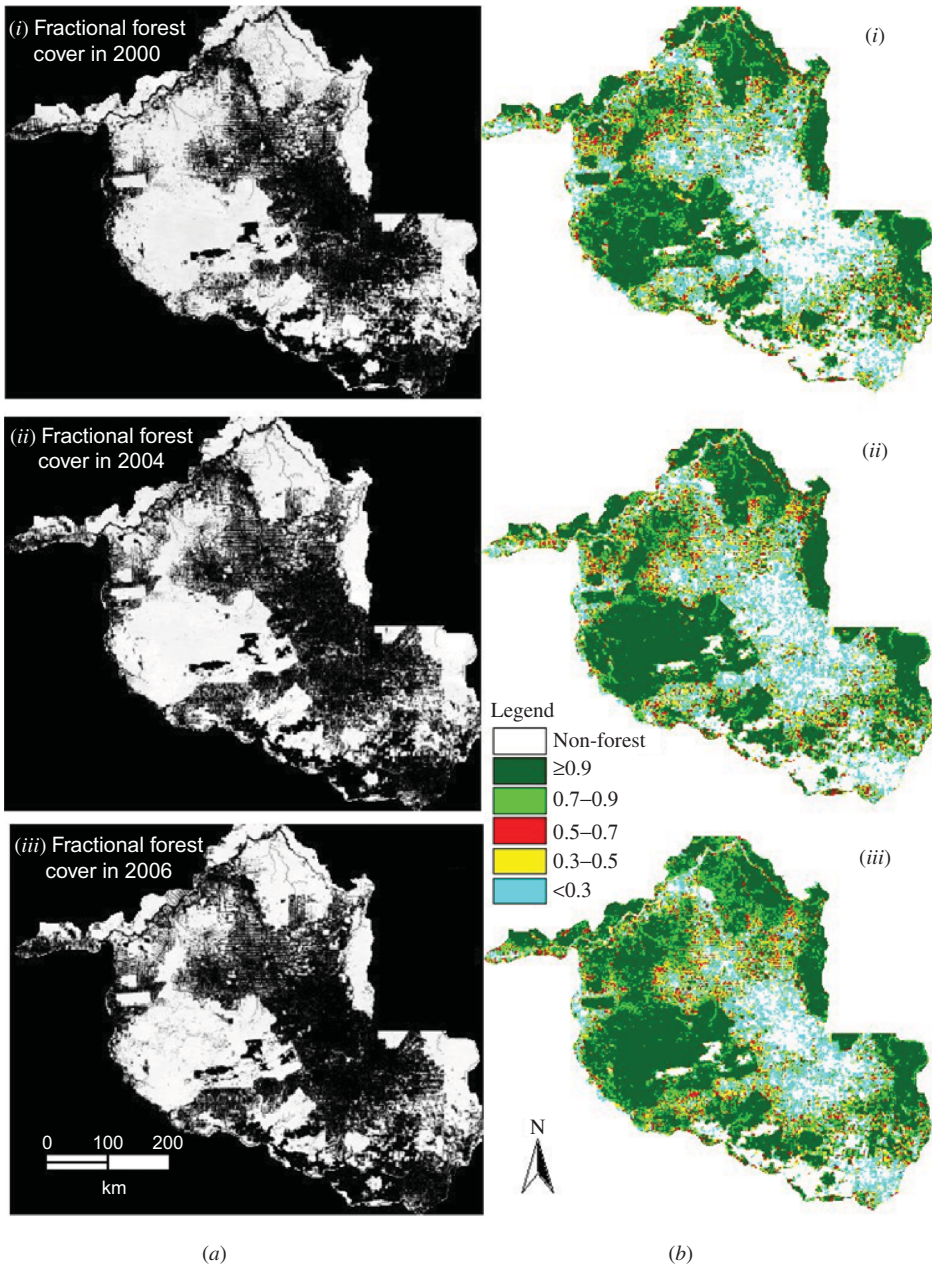 (i) Fractional forest
cover in 2000
(i)
(ii) Fractional forest
cover in 2004
(ii)
Legend
Non-forest
≥0.9
0.7–0.9
0.5–0.7
0.3–0.5
<0.3
(iii) Fractional forest
cover in 2006
(iii)
0 100 200
km
N
(a)
(b)